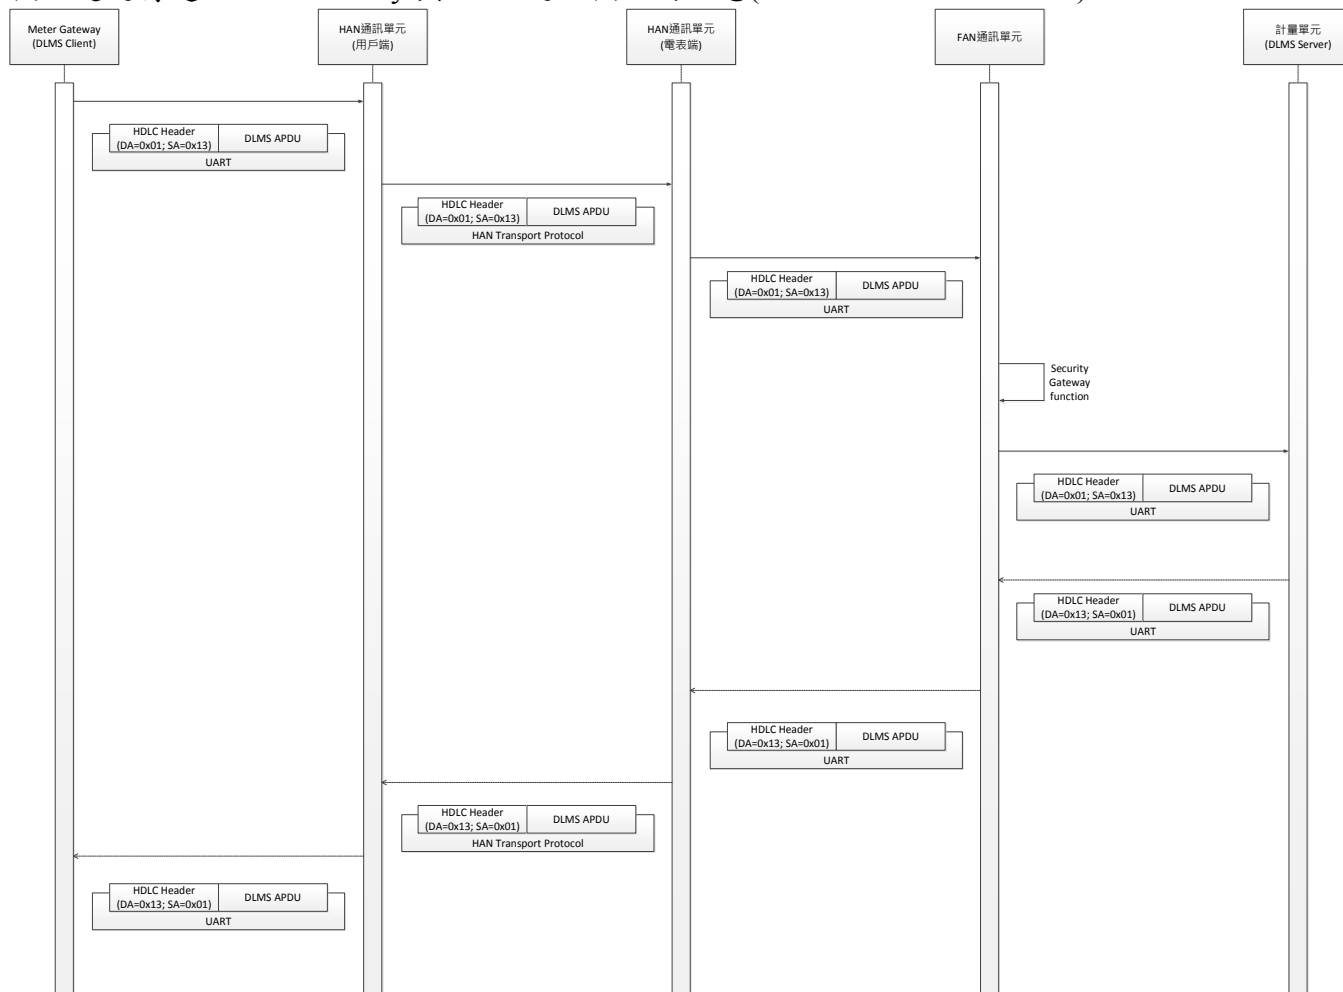 Meter Gateway
(DLMS Client)
HAN通訊單元
(用戶端)
HAN通訊單元
(電表端)
FAN通訊單元
計量單元
(DLMS Server)
HDLC Header
(DA=0x01; SA=0x13)
DLMS APDU
UART
HDLC Header
(DA=0x01; SA=0x13)
DLMS APDU
HAN Transport Protocol
HDLC Header
(DA=0x01; SA=0x13)
DLMS APDU
UART
Security
Gateway
function
HDLC Header
(DA=0x01; SA=0x13)
DLMS APDU
UART
HDLC Header
(DA=0x13; SA=0x01)
DLMS APDU
UART
HDLC Header
(DA=0x13; SA=0x01)
DLMS APDU
UART
HDLC Header
(DA=0x13; SA=0x01)
DLMS APDU
HAN Transport Protocol
HDLC Header
(DA=0x13; SA=0x01)
DLMS APDU
UART